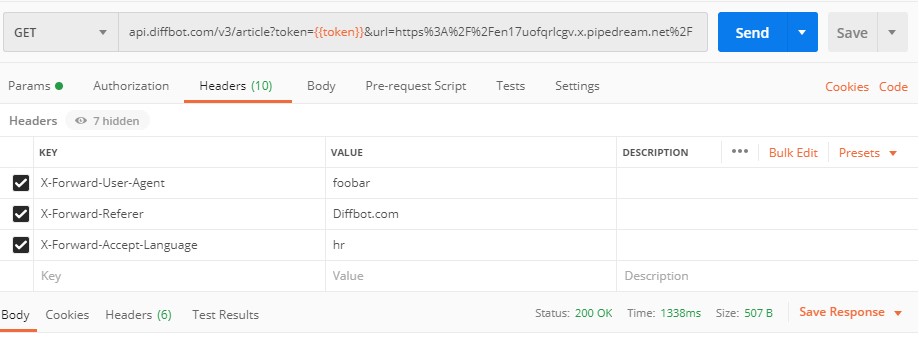 GET api.diffbot.com/v3/article?token={{token}}&url=https%3A%2F%2Fen17uofqrlcgv.x.pipedream.net%2F Send Save
Params Authorization Headers (10) Body Pre-request Script Tests Settings Cookies Code
Headers 7 hidden
KEY VALUE DESCRIPTION ••• Bulk Edit Presets
X-Forward-User-Agent foobar
X-Forward-Referer Diffbot.com
X-Forward-Accept-Language hr
Key Value Description
Body Cookies Headers (6) Test Results Status: 200 OK Time: 1338ms Size: 507 B Save Response